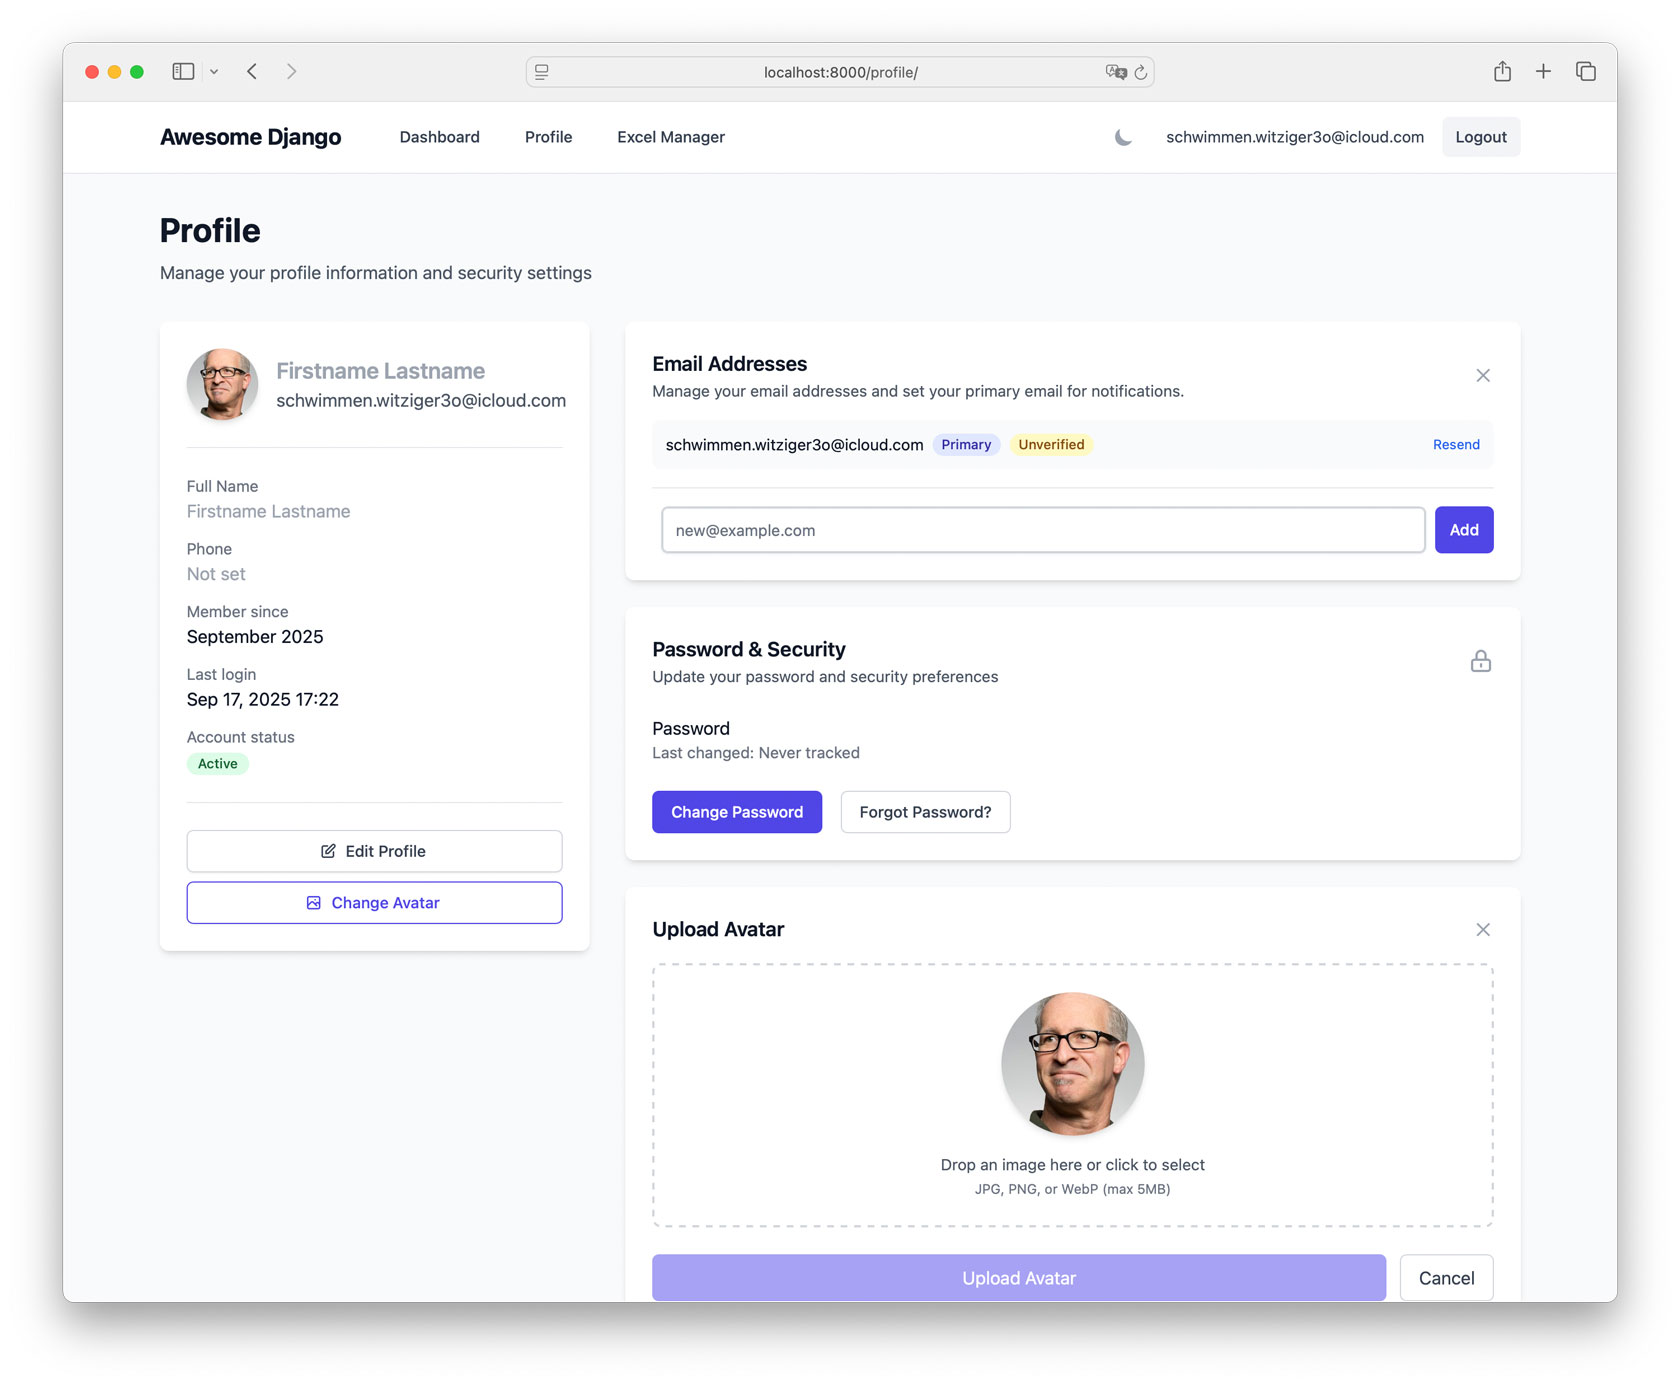 localhost:8000/profile/
Awesome Django
Dashboard
Profile
Excel Manager
schwimmen.witziger3o@icloud.com
Logout
Profile
Manage your profile information and security settings
Firstname Lastname
schwimmen.witziger3o@icloud.com
Full Name
Firstname Lastname
Phone
Not set
Member since
September 2025
Last login
Sep 17, 2025 17:22
Account status
Active
Edit Profile
Change Avatar
Email Addresses
Manage your email addresses and set your primary email for notifications.
schwimmen.witziger3o@icloud.com Primary Unverified Resend
new@example.com Add
Password & Security
Update your password and security preferences
Password
Last changed: Never tracked
Change Password Forgot Password?
Upload Avatar
Drop an image here or click to select
JPG, PNG, or WebP (max 5MB)
Upload Avatar Cancel